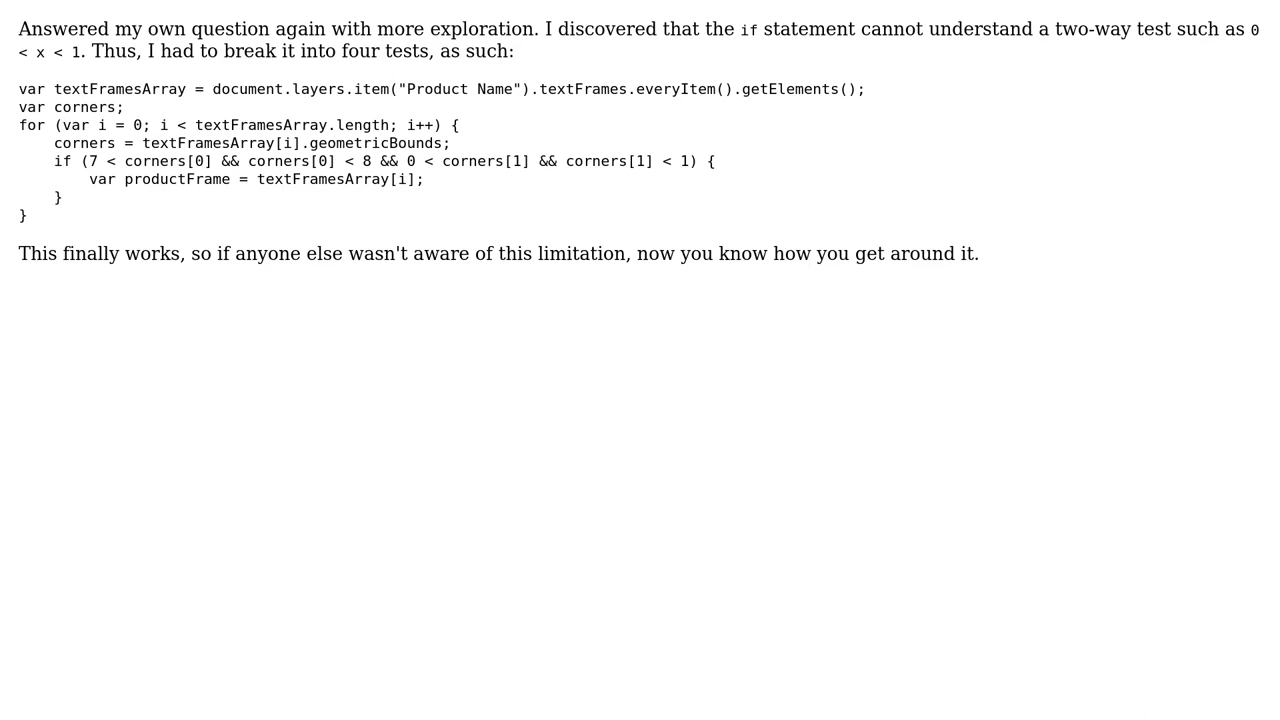 Answered my own question again with more exploration. I discovered that the if statement cannot understand a two-way test such as 0
< x < 1. Thus, I had to break it into four tests, as such:
var textFramesArray = document.layers.item("Product Name").textFrames.everyItem().getElements();
var corners;
for (var i = 0; i < textFramesArray.length; i++) {
    corners = textFramesArray[i].geometricBounds;
    if (7 < corners[0] && corners[0] < 8 && 0 < corners[1] && corners[1] < 1) {
        var productFrame = textFramesArray[i];
    }
}
This finally works, so if anyone else wasn't aware of this limitation, now you know how you get around it.